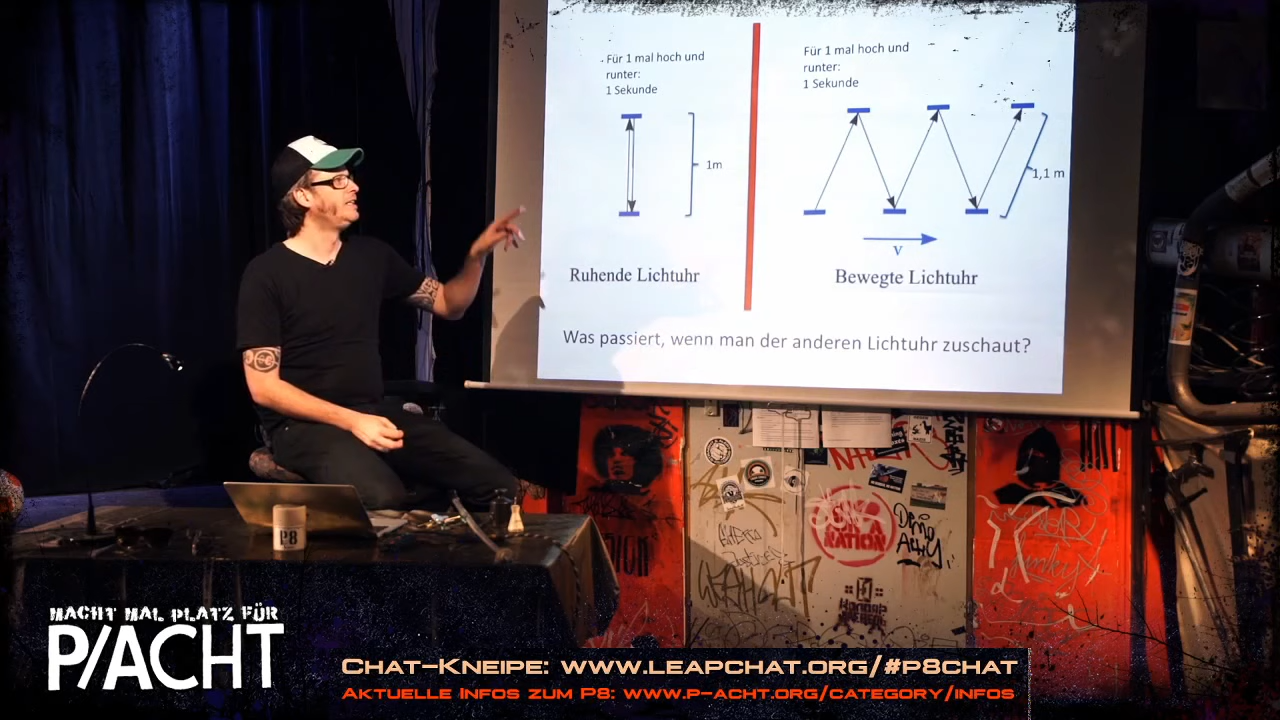 Für 1 mal hoch und
runter:
1 Sekunde
1m
Ruhende Lichtuhr
Für 1 mal hoch und
runter:
1 Sekunde
1,1 m
v
Bewegte Lichtuhr
Was passiert, wenn man der anderen Lichtuhr zuschaut?
P8
NATION
MACHT MAL PLATZ FÜR
P/ACHT
Chat-Kneipe: www.leapchat.org/#p8chat
Aktuelle Infos zum P8: www.p-acht.org/category/infos